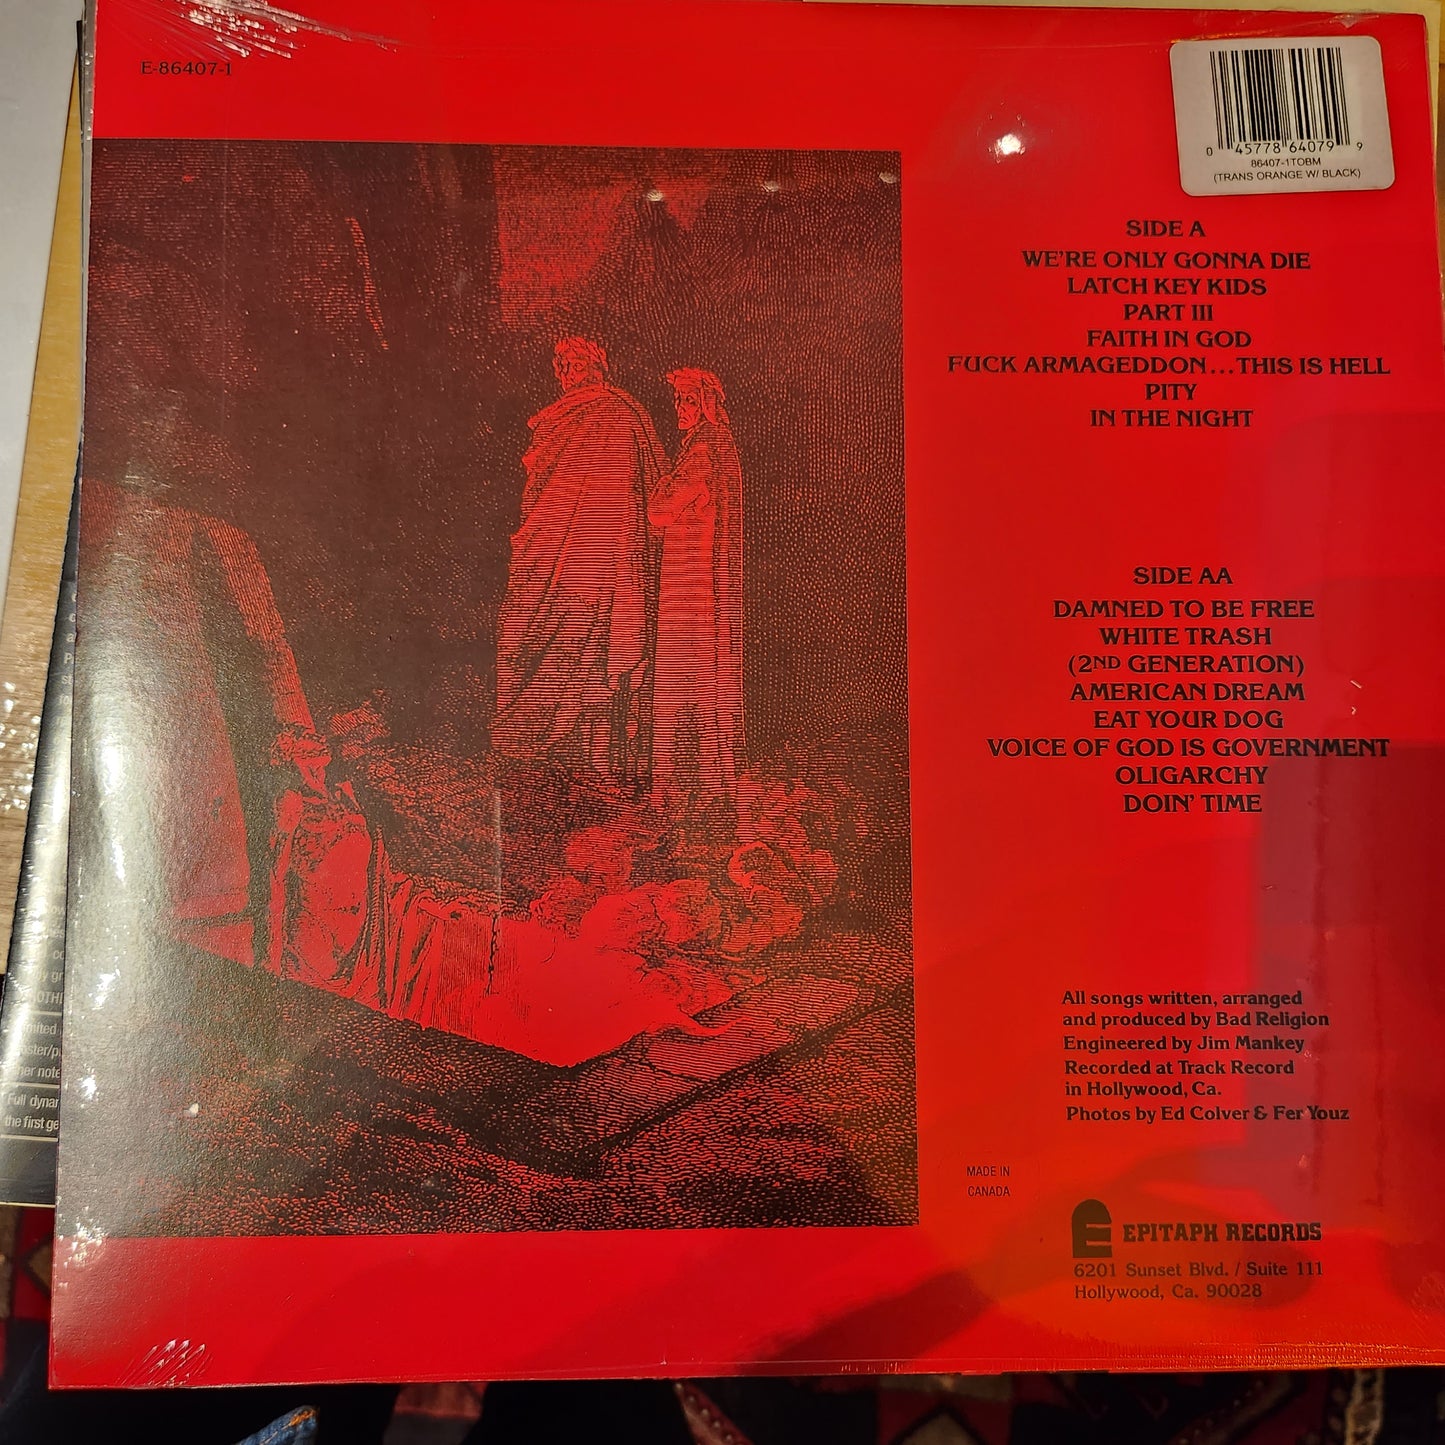 E-86407-1
0 45778 64079 9
86407-1TOBM
(TRANS ORANGE W/ BLACK)
SIDE A
WE'RE ONLY GONNA DIE
LATCH KEY KIDS
PART III
FAITH IN GOD
FUCK ARMAGEDDON...THIS IS HELL
PITY
IN THE NIGHT
SIDE AA
DAMNED TO BE FREE
WHITE TRASH
(2ND GENERATION)
AMERICAN DREAM
EAT YOUR DOG
VOICE OF GOD IS GOVERNMENT
OLIGARCHY
DOIN' TIME
All songs written, arranged
and produced by Bad Religion
Engineered by Jim Mankey
Recorded at Track Record
in Hollywood, Ca.
Photos by Ed Colver & Fer Youz
MADE IN
CANADA
EPITAPH RECORDS
6201 Sunset Blvd. / Suite 111
Hollywood, Ca. 90028
Full dynar
the first ge